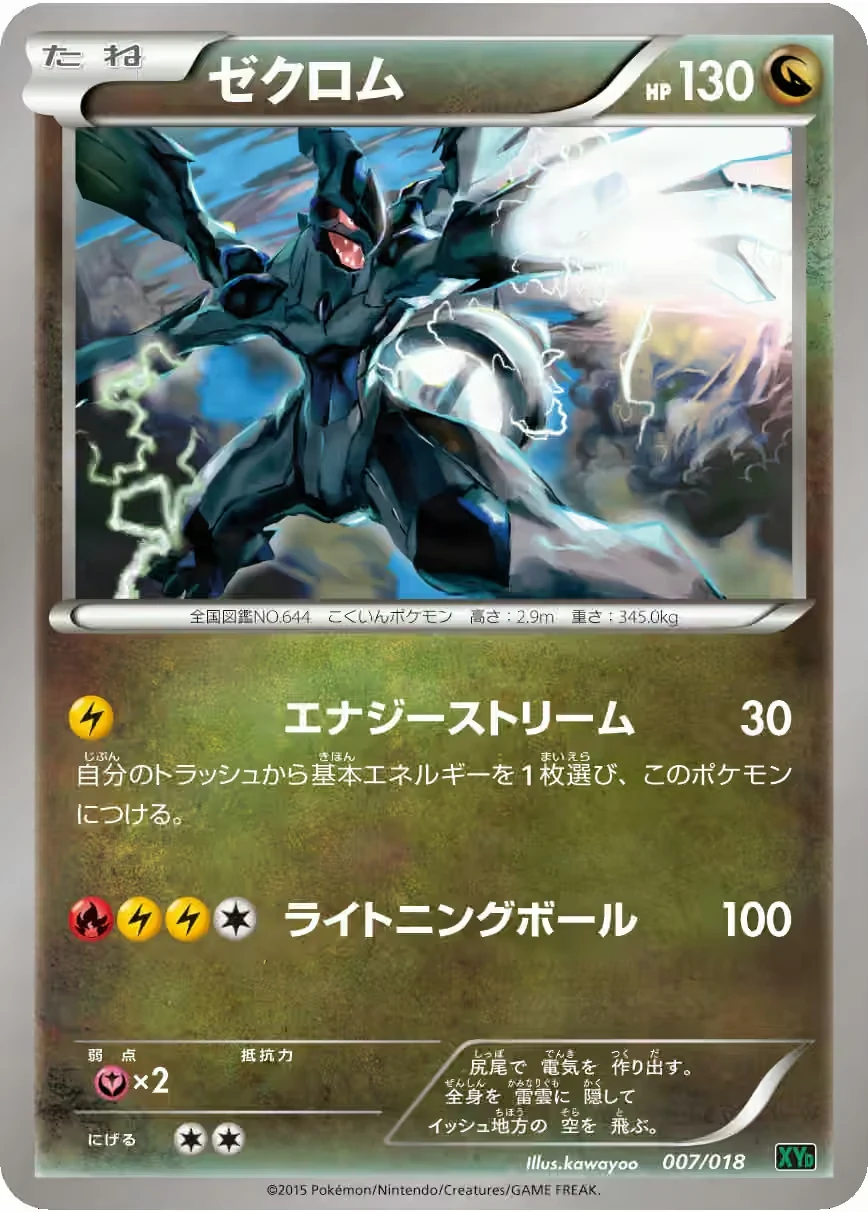 たね ゼクロム HP 130
全国図鑑NO.644 こくいんポケモン 高さ:2.9m 重さ:345.0kg
エナジーストリーム 30
じぶん きほん まいえら
自分のトラッシュから基本エネルギーを1枚選び、このポケモン
につける。
ライトニングボール 100
弱点 抵抗力
×2
にげる
しっぽ でんき つく だ
尻尾で 電気を 作り出す。
ぜんしん かみなりぐも かく
全身を 雷雲に 隠して
ちほう そら と
イッシュ地方の 空を 飛ぶ。
Illus.kawayoo 007/018 XYD
©2015 Pokémon/Nintendo/Creatures/GAME FREAK.